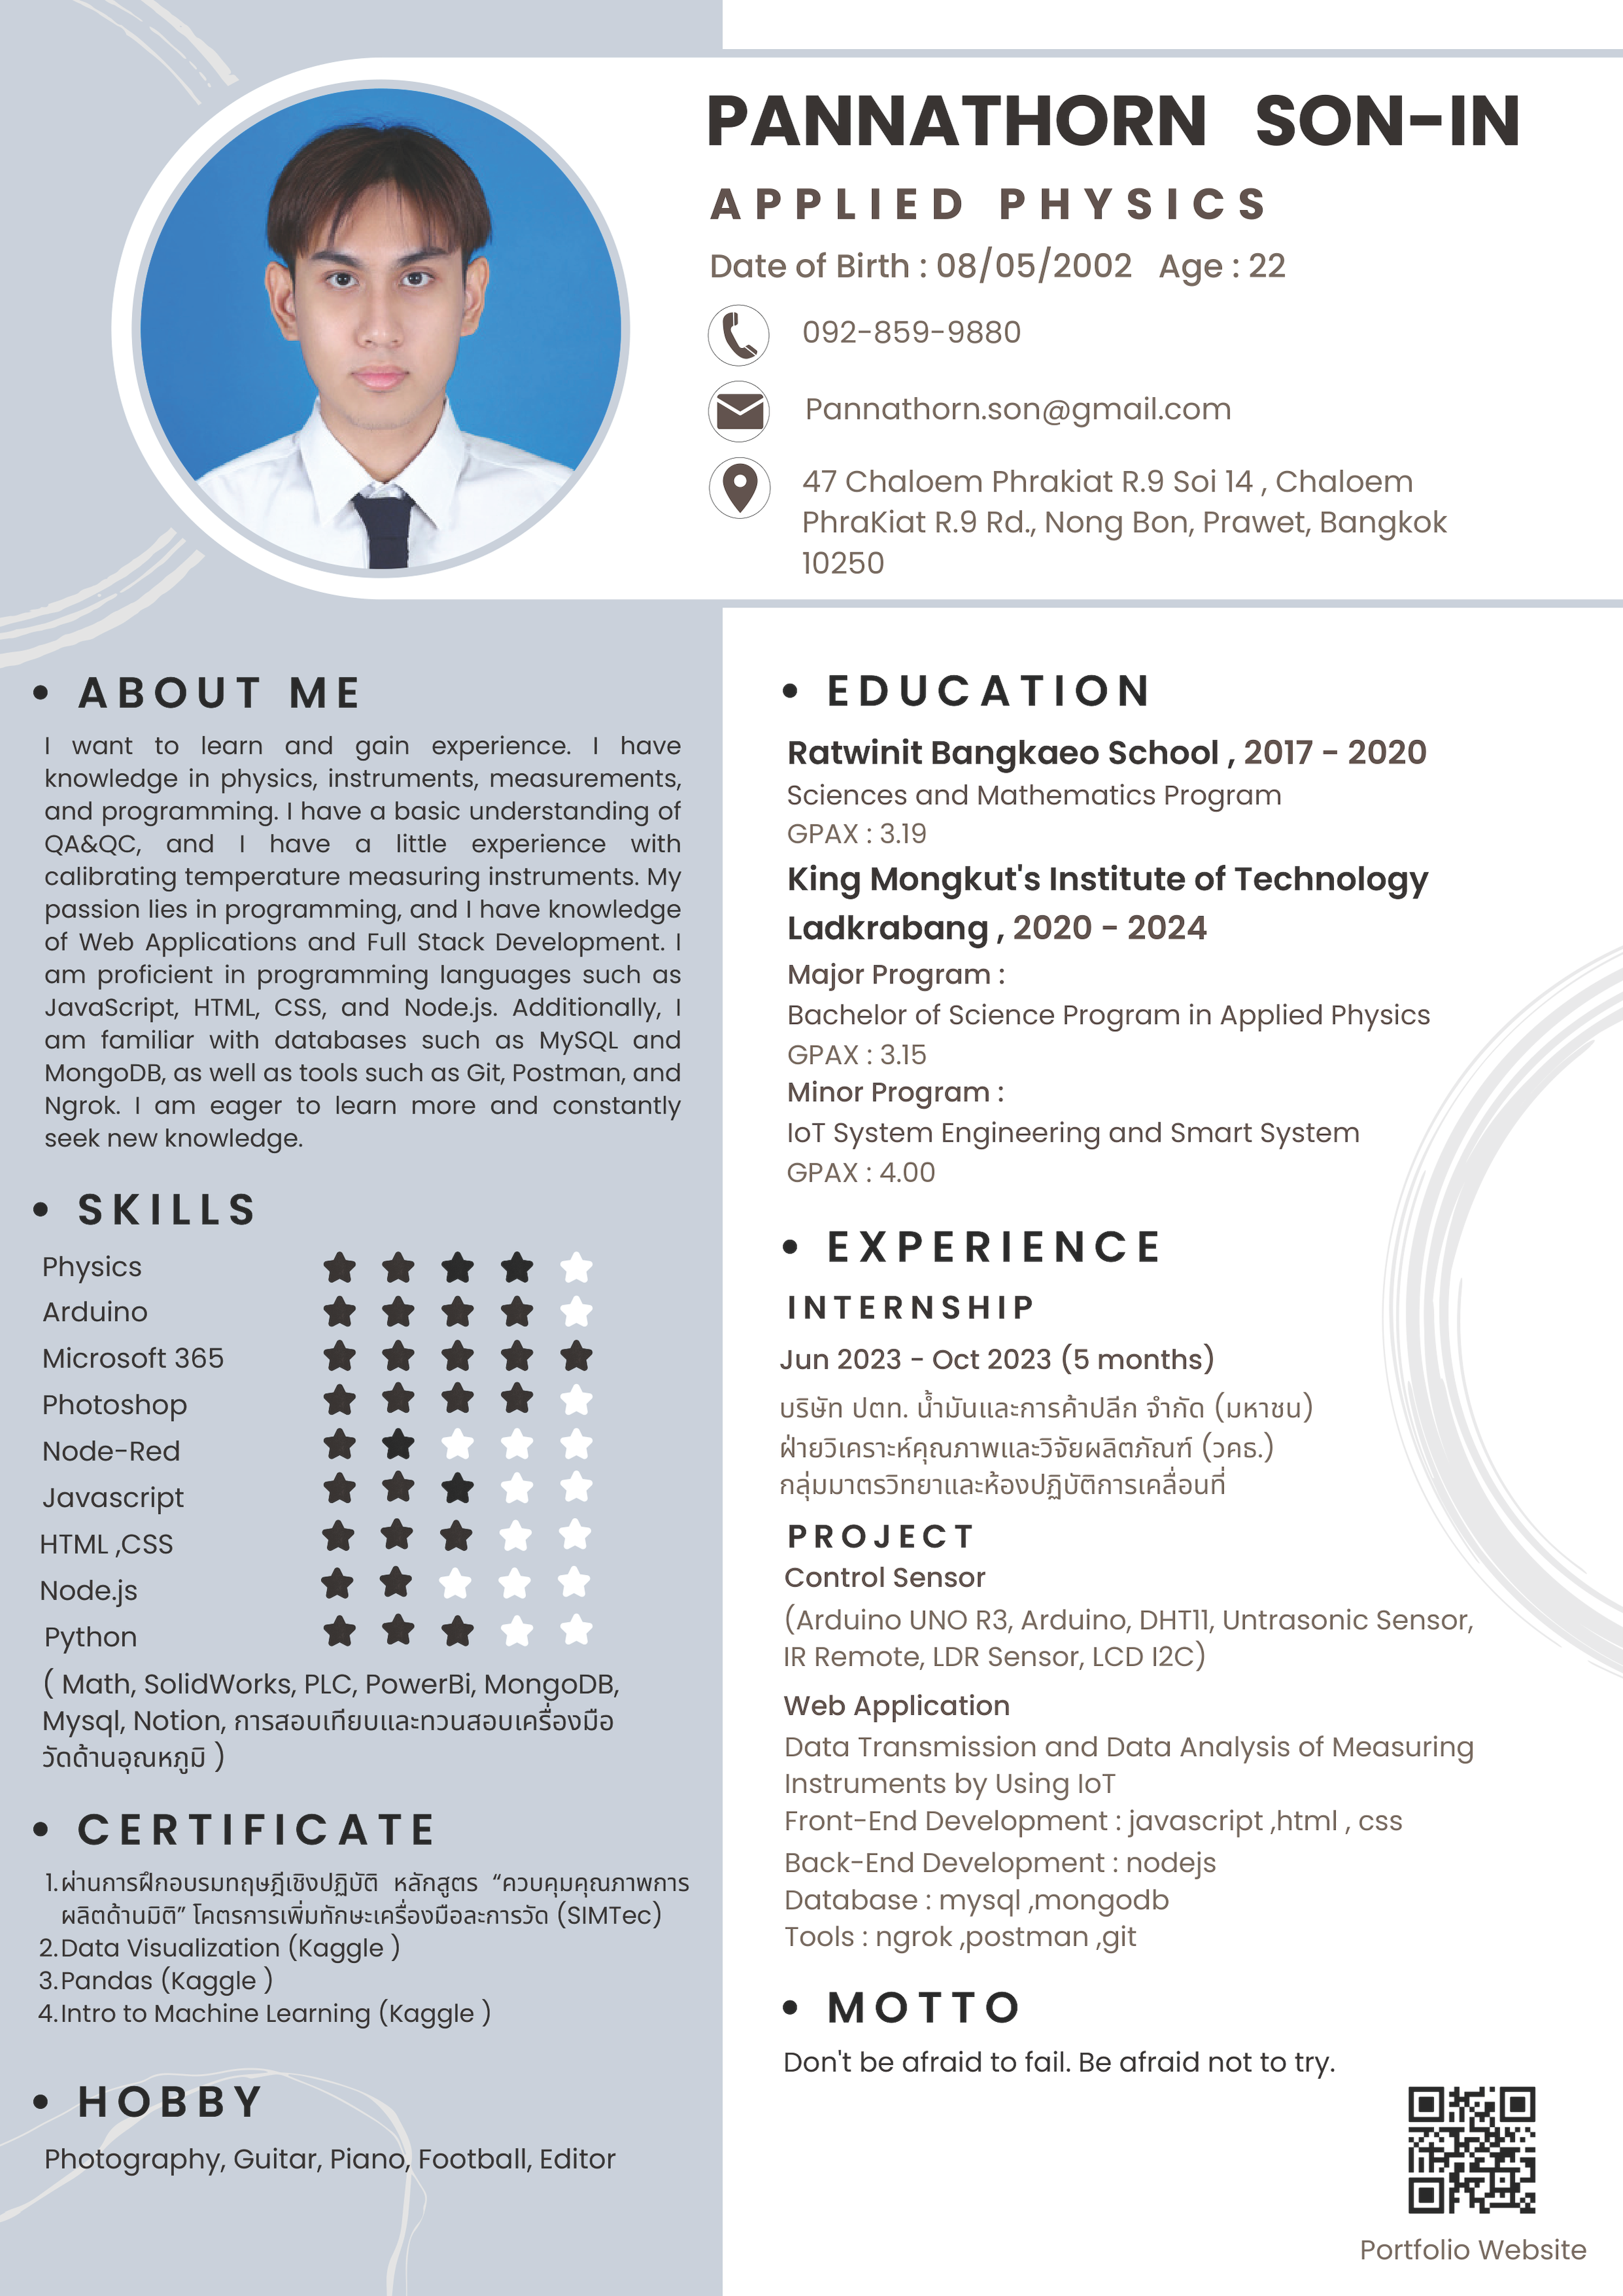 PANNATHORN SON-IN
APPLIED PHYSICS
Date of Birth : 08/05/2002 Age : 22
092-859-9880
Pannathorn.son@gmail.com
47 Chaloem Phrakiat R.9 Soi 14 , Chaloem
PhraKiat R.9 Rd., Nong Bon, Prawet, Bangkok
10250
• ABOUT ME
I want to learn and gain experience. I have
knowledge in physics, instruments, measurements,
and programming. I have a basic understanding of
QA&QC, and I have a little experience with
calibrating temperature measuring instruments. My
passion lies in programming, and I have knowledge
of Web Applications and Full Stack Development. I
am proficient in programming languages such as
JavaScript, HTML, CSS, and Node.js. Additionally, I
am familiar with databases such as MySQL and
MongoDB, as well as tools such as Git, Postman, and
Ngrok. I am eager to learn more and constantly
seek new knowledge.
• SKILLS
Physics
Arduino
Microsoft 365
Photoshop
Node-Red
Javascript
HTML ,CSS
Node.js
Python
( Math, SolidWorks, PLC, PowerBi, MongoDB,
Mysql, Notion, การสอบเทียบและทวนสอบเครื่องมือ
วัดด้านอุณหภูมิ )
• CERTIFICATE
1. ผ่านการฝึกอบรมทฤษฎีเชิงปฏิบัติ หลักสูตร “ควบคุมคุณภาพการ
ผลิตด้านมิติ” โคตรการเพิ่มทักษะเครื่องมือละการวัด (SIMTec)
2. Data Visualization (Kaggle )
3. Pandas (Kaggle )
4. Intro to Machine Learning (Kaggle )
• HOBBY
Photography, Guitar, Piano, Football, Editor
• EDUCATION
Ratwinit Bangkaeo School , 2017 - 2020
Sciences and Mathematics Program
GPAX : 3.19
King Mongkut's Institute of Technology
Ladkrabang , 2020 - 2024
Major Program :
Bachelor of Science Program in Applied Physics
GPAX : 3.15
Minor Program :
IoT System Engineering and Smart System
GPAX : 4.00
• EXPERIENCE
INTERNSHIP
Jun 2023 - Oct 2023 (5 months)
บริษัท ปตท. น้ำมันและการค้าปลีก จำกัด (มหาชน)
ฝ่ายวิเคราะห์คุณภาพและวิจัยผลิตภัณฑ์ (วคธ.)
กลุ่มมาตรวิทยาและห้องปฏิบัติการเคลื่อนที่
PROJECT
Control Sensor
(Arduino UNO R3, Arduino, DHT11, Untrasonic Sensor,
IR Remote, LDR Sensor, LCD I2C)
Web Application
Data Transmission and Data Analysis of Measuring
Instruments by Using IoT
Front-End Development : javascript ,html , css
Back-End Development : nodejs
Database : mysql ,mongodb
Tools : ngrok ,postman ,git
• MOTTO
Don't be afraid to fail. Be afraid not to try.
Portfolio Website